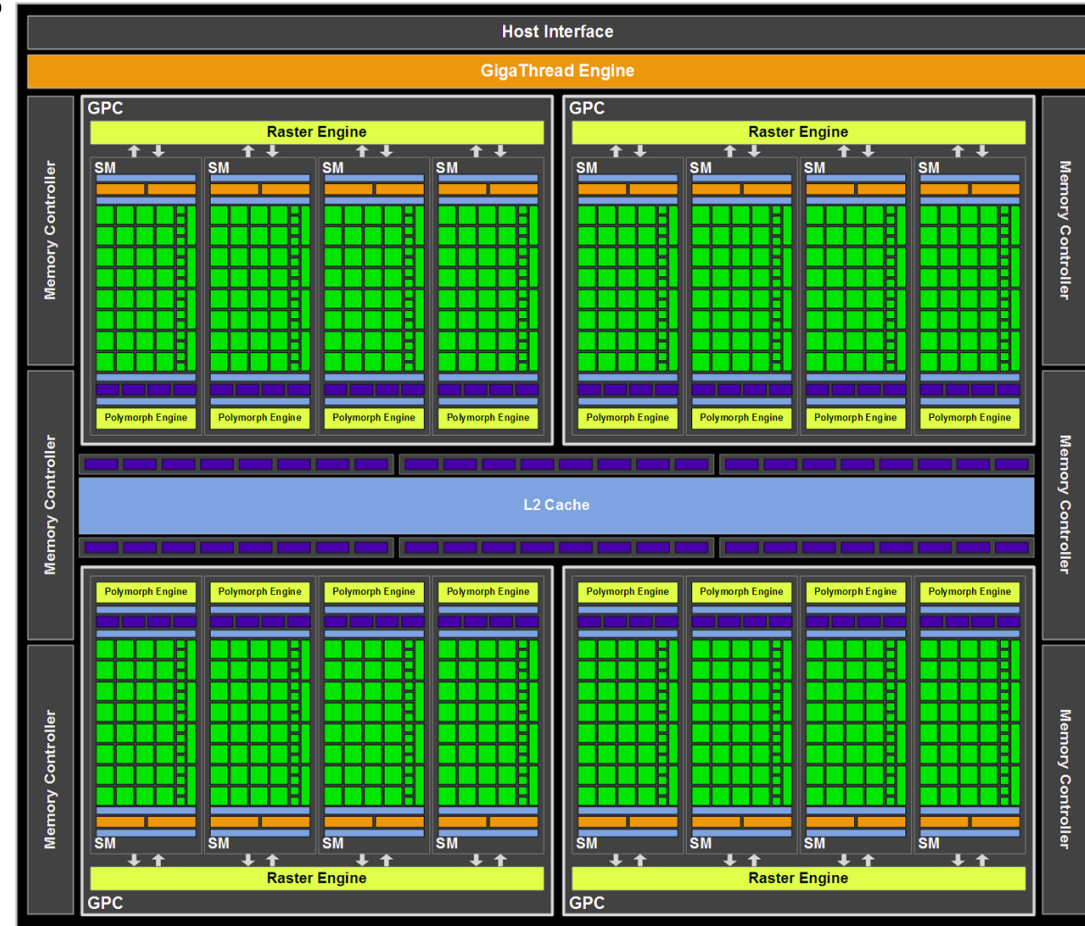 Host Interface
GigaThread Engine
GPC GPC
Raster Engine Raster Engine
SM SM SM SM SM SM SM SM
Memory Controller Memory Controller
Polymorph Engine Polymorph Engine Polymorph Engine Polymorph Engine Polymorph Engine Polymorph Engine Polymorph Engine Polymorph Engine
Memory Controller Memory Controller
L2 Cache
Polymorph Engine Polymorph Engine Polymorph Engine Polymorph Engine Polymorph Engine Polymorph Engine Polymorph Engine Polymorph Engine
Memory Controller Memory Controller
SM SM SM SM SM SM SM SM
Raster Engine Raster Engine
GPC GPC